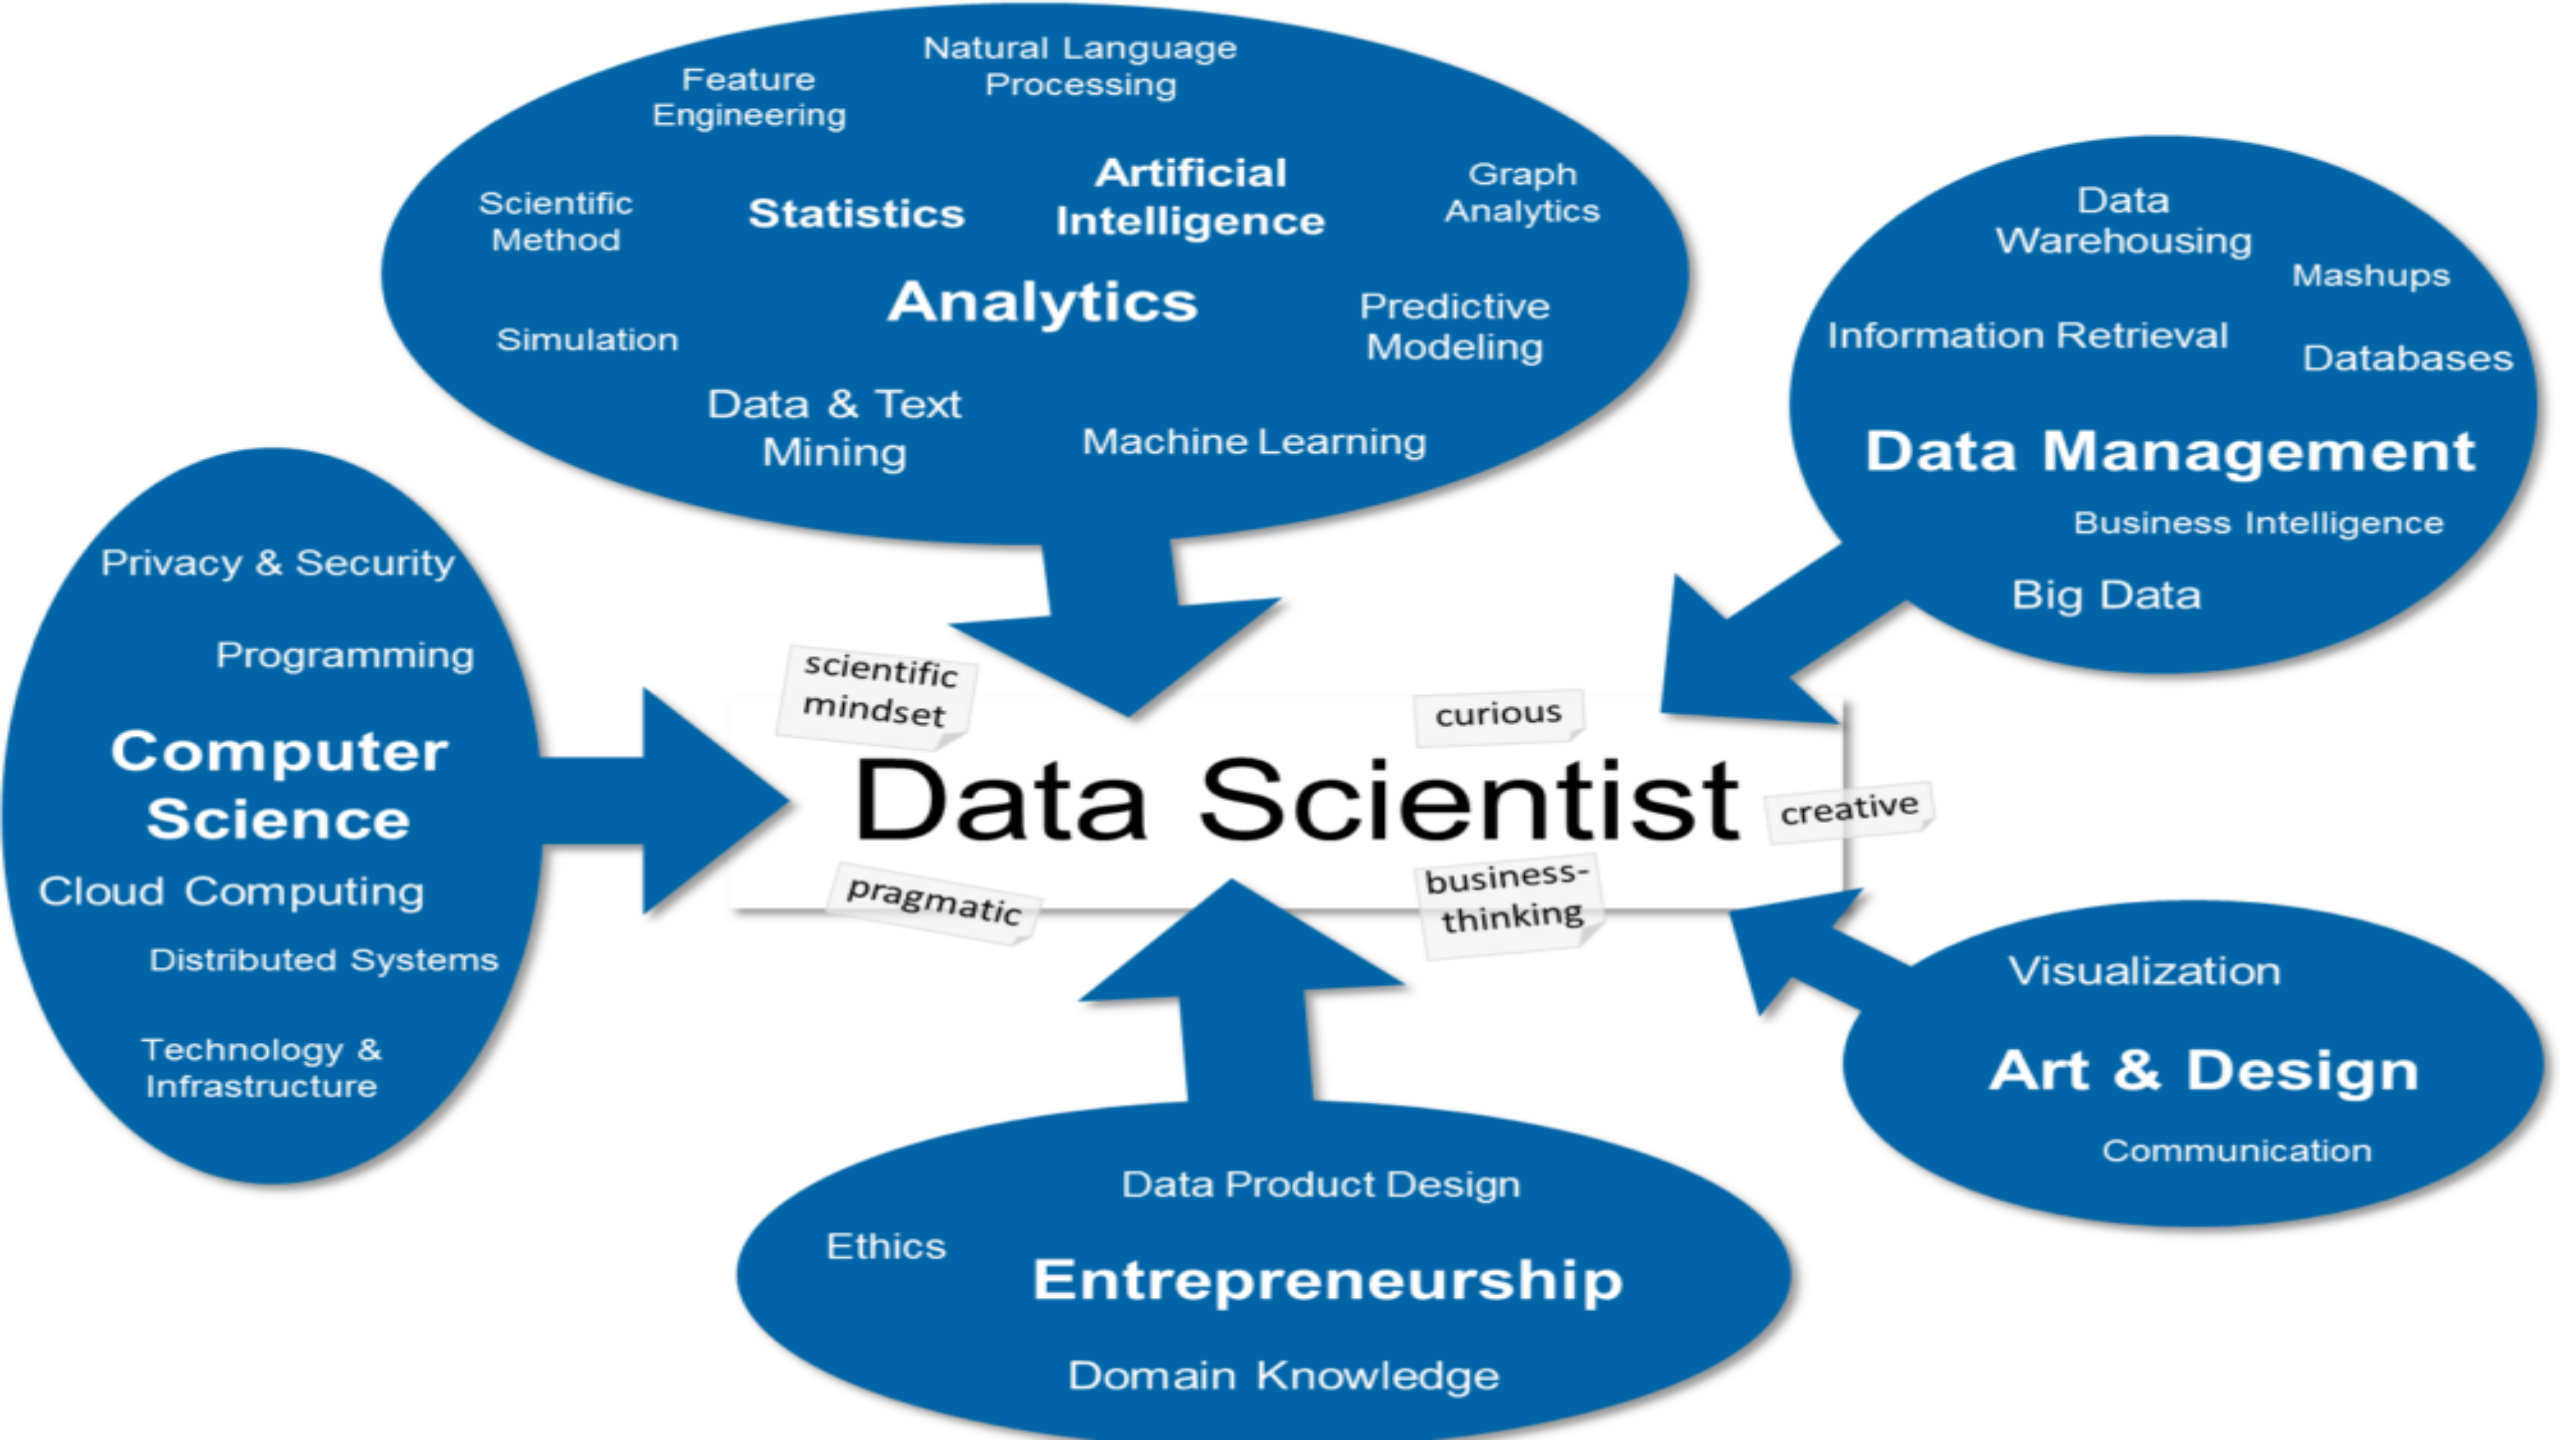 Natural Language
Processing
Feature
Engineering
Artificial
Intelligence
Statistics
Graph
Analytics
Scientific
Method
Analytics
Predictive
Modeling
Simulation
Data & Text
Mining
Machine Learning
Data
Warehousing
Mashups
Information Retrieval
Databases
Data Management
Business Intelligence
Big Data
Privacy & Security
Programming
Computer
Science
Cloud Computing
Distributed Systems
Technology &
Infrastructure
scientific
mindset
curious
Data Scientist
creative
pragmatic
business-
thinking
Visualization
Art & Design
Communication
Data Product Design
Ethics
Entrepreneurship
Domain Knowledge